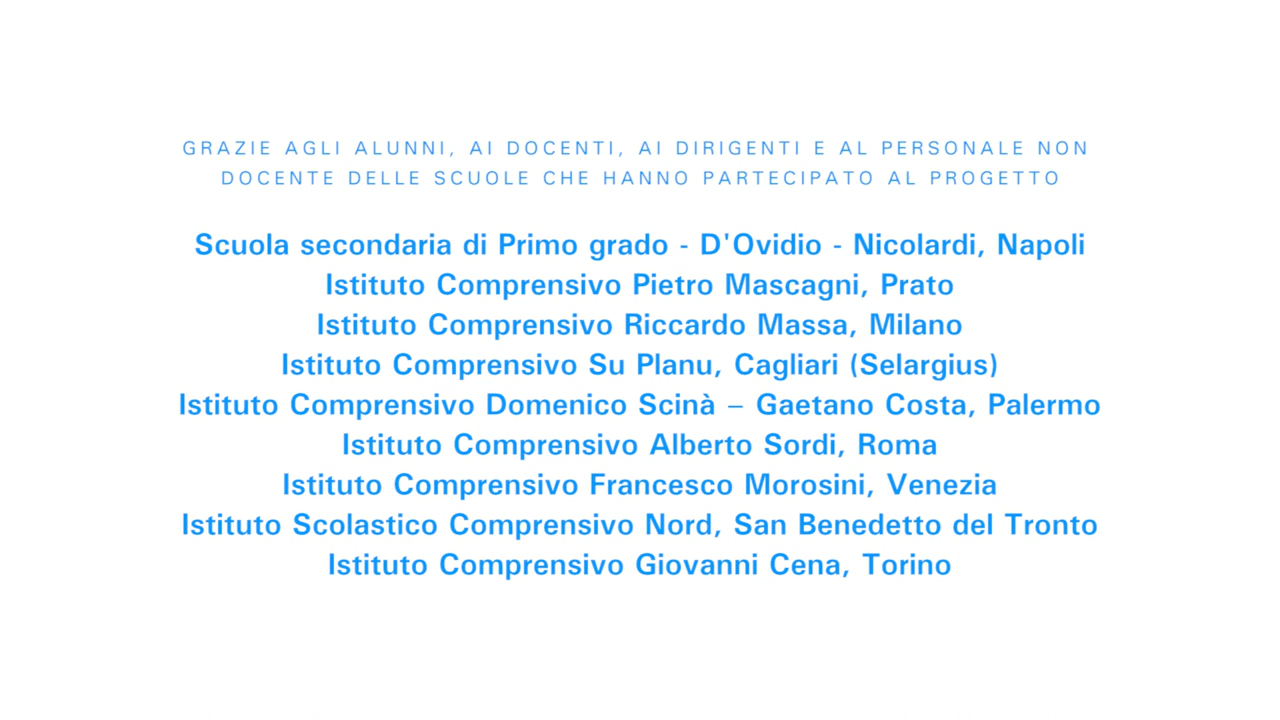 GRAZIE AGLI ALUNNI, AI DOCENTI, AI DIRIGENTI E AL PERSONALE NON
DOCENTE DELLE SCUOLE CHE HANNO PARTECIPATO AL PROGETTO
Scuola secondaria di Primo grado - D'Ovidio - Nicolardi, Napoli
Istituto Comprensivo Pietro Mascagni, Prato
Istituto Comprensivo Riccardo Massa, Milano
Istituto Comprensivo Su Planu, Cagliari (Selargius)
Istituto Comprensivo Domenico Scinà – Gaetano Costa, Palermo
Istituto Comprensivo Alberto Sordi, Roma
Istituto Comprensivo Francesco Morosini, Venezia
Istituto Scolastico Comprensivo Nord, San Benedetto del Tronto
Istituto Comprensivo Giovanni Cena, Torino